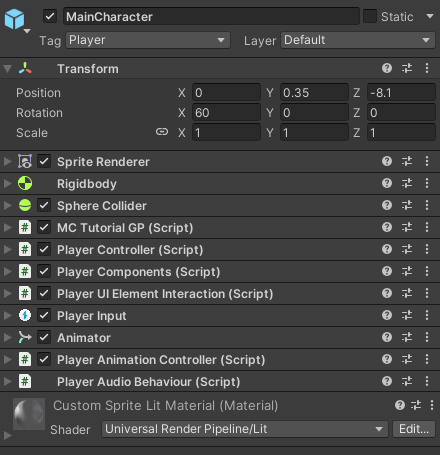 MainCharacter Static
Tag Player Layer Default
Transform
Position X 0 Y 0.35 Z -8.1
Rotation X 60 Y 0 Z 0
Scale X 1 Y 1 Z 1
Sprite Renderer
Rigidbody
Sphere Collider
MC Tutorial GP (Script)
Player Controller (Script)
Player Components (Script)
Player UI Element Interaction (Script)
Player Input
Animator
Player Animation Controller (Script)
Player Audio Behaviour (Script)
Custom Sprite Lit Material (Material)
Shader Universal Render Pipeline/Lit Edit...